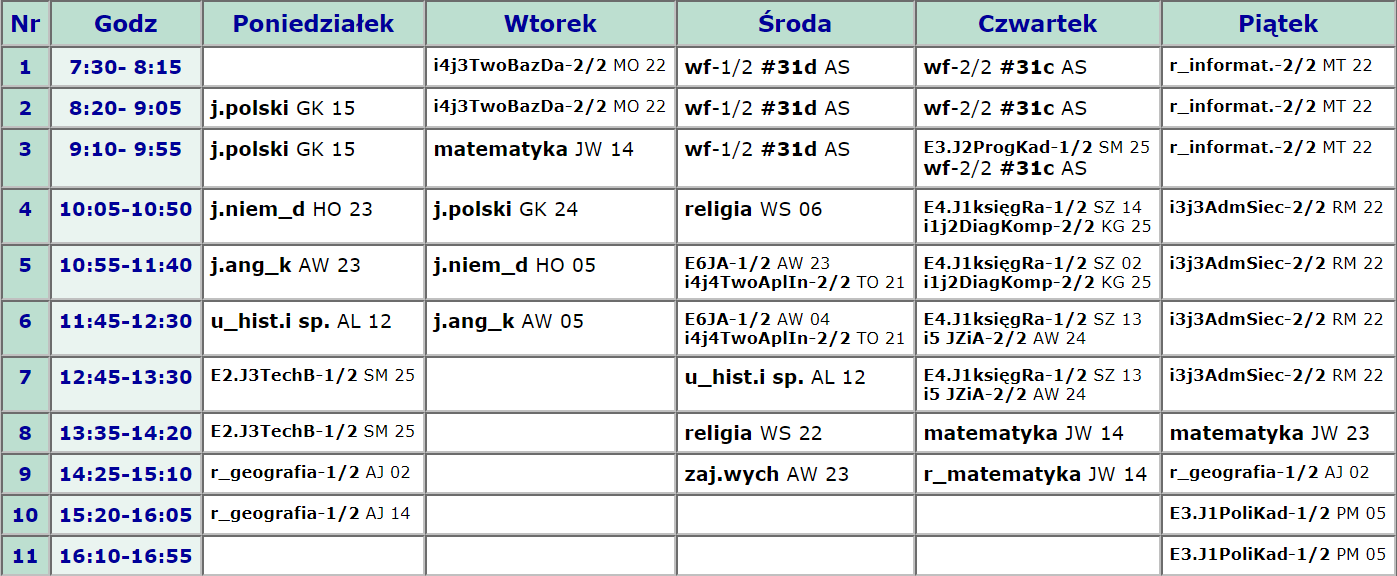 Nr Godz Poniedziałek Wtorek Środa Czwartek Piątek
1 7:30- 8:15 i4j3TwoBazDa-2/2 MO 22 wf-1/2 #31d AS wf-2/2 #31c AS r_informat.-2/2 MT 22
2 8:20- 9:05 j.polski GK 15 i4j3TwoBazDa-2/2 MO 22 wf-1/2 #31d AS wf-2/2 #31c AS r_informat.-2/2 MT 22
3 9:10- 9:55 j.polski GK 15 matematyka JW 14 wf-1/2 #31d AS E3.J2ProgKad-1/2 SM 25 r_informat.-2/2 MT 22
wf-2/2 #31c AS
4 10:05-10:50 j.niem_d HO 23 j.polski GK 24 religia WS 06 E4.J1księgRa-1/2 SZ 14 i3j3AdmSiec-2/2 RM 22
i1j2DiagKomp-2/2 KG 25
5 10:55-11:40 j.ang_k AW 23 j.niem_d HO 05 E6JA-1/2 AW 23 E4.J1księgRa-1/2 SZ 02 i3j3AdmSiec-2/2 RM 22
i4j4TwoAplIn-2/2 TO 21 i1j2DiagKomp-2/2 KG 25
6 11:45-12:30 u_hist.i sp. AL 12 j.ang_k AW 05 E6JA-1/2 AW 04 E4.J1księgRa-1/2 SZ 13 i3j3AdmSiec-2/2 RM 22
i4j4TwoAplIn-2/2 TO 21 i5 JZiA-2/2 AW 24
7 12:45-13:30 E2.J3TechB-1/2 SM 25 u_hist.i sp. AL 12 E4.J1księgRa-1/2 SZ 13 i3j3AdmSiec-2/2 RM 22
i5 JZiA-2/2 AW 24
8 13:35-14:20 E2.J3TechB-1/2 SM 25 religia WS 22 matematyka JW 14 matematyka JW 23
9 14:25-15:10 r_geografia-1/2 AJ 02 zaj.wych AW 23 r_matematyka JW 14 r_geografia-1/2 AJ 02
10 15:20-16:05 r_geografia-1/2 AJ 14 E3.J1PoliKad-1/2 PM 05
11 16:10-16:55 E3.J1PoliKad-1/2 PM 05